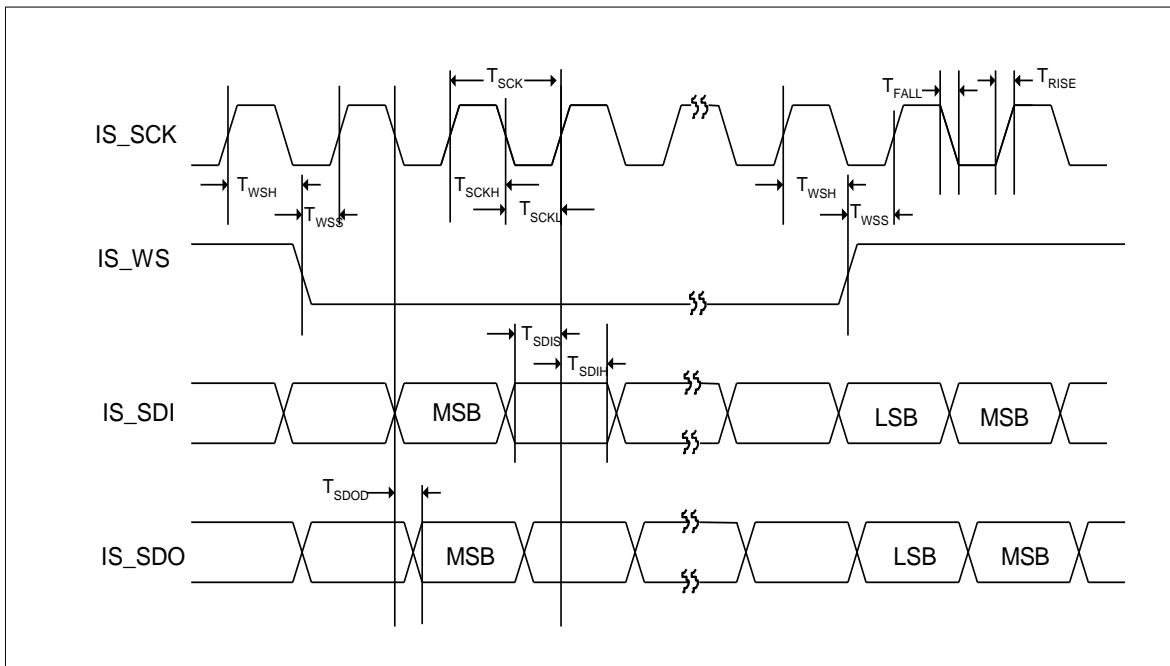 T_SCK
T_FALL
T_RISE
IS_SCK
T_WSH
T_SCKH
T_WSH
T_WSS
T_SCKL
T_WSS
IS_WS
T_SDIS
T_SDIH
IS_SDI
MSB
LSB
MSB
T_SDOD
IS_SDO
MSB
LSB
MSB